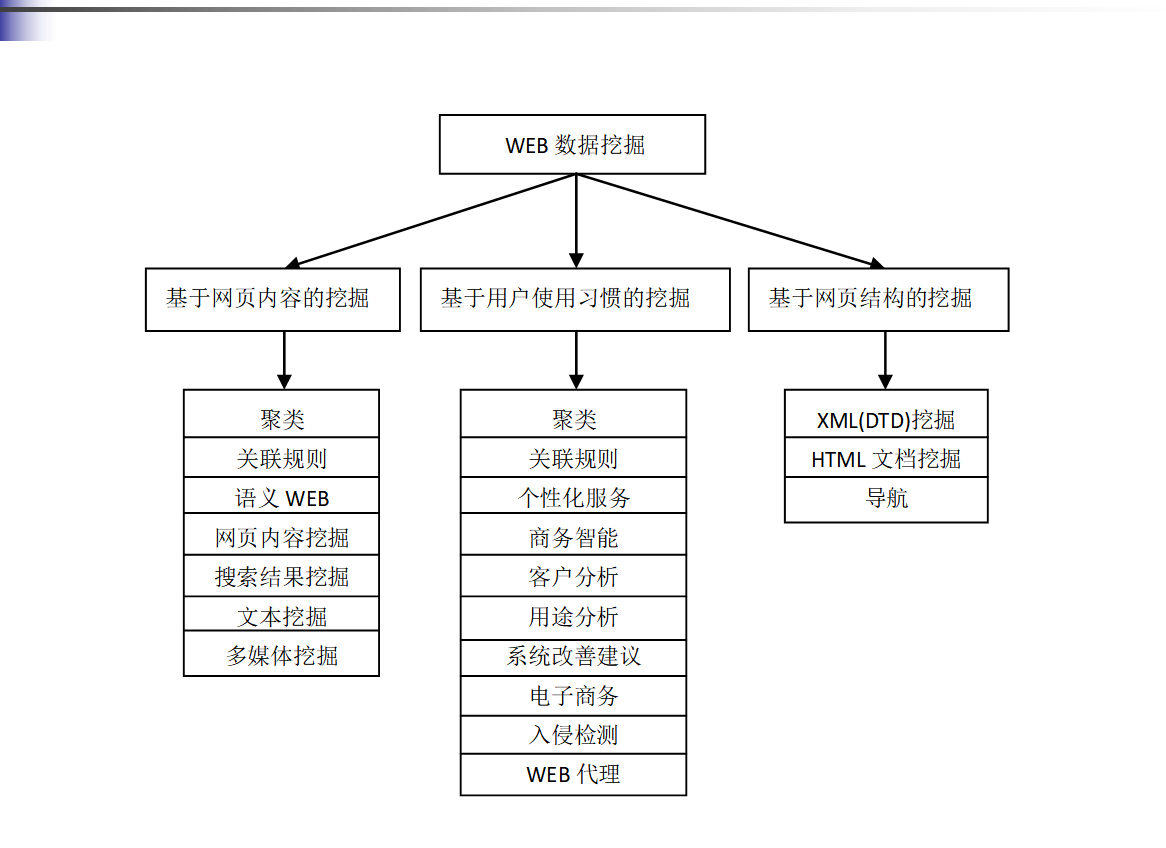 WEB 数据挖掘
基于网页内容的挖掘
基于用户使用习惯的挖掘
基于网页结构的挖掘
聚类
关联规则
语义 WEB
网页内容挖掘
搜索结果挖掘
文本挖掘
多媒体挖掘
聚类
关联规则
个性化服务
商务智能
客户分析
用途分析
系统改善建议
电子商务
入侵检测
WEB 代理
XML(DTD)挖掘
HTML 文档挖掘
导航